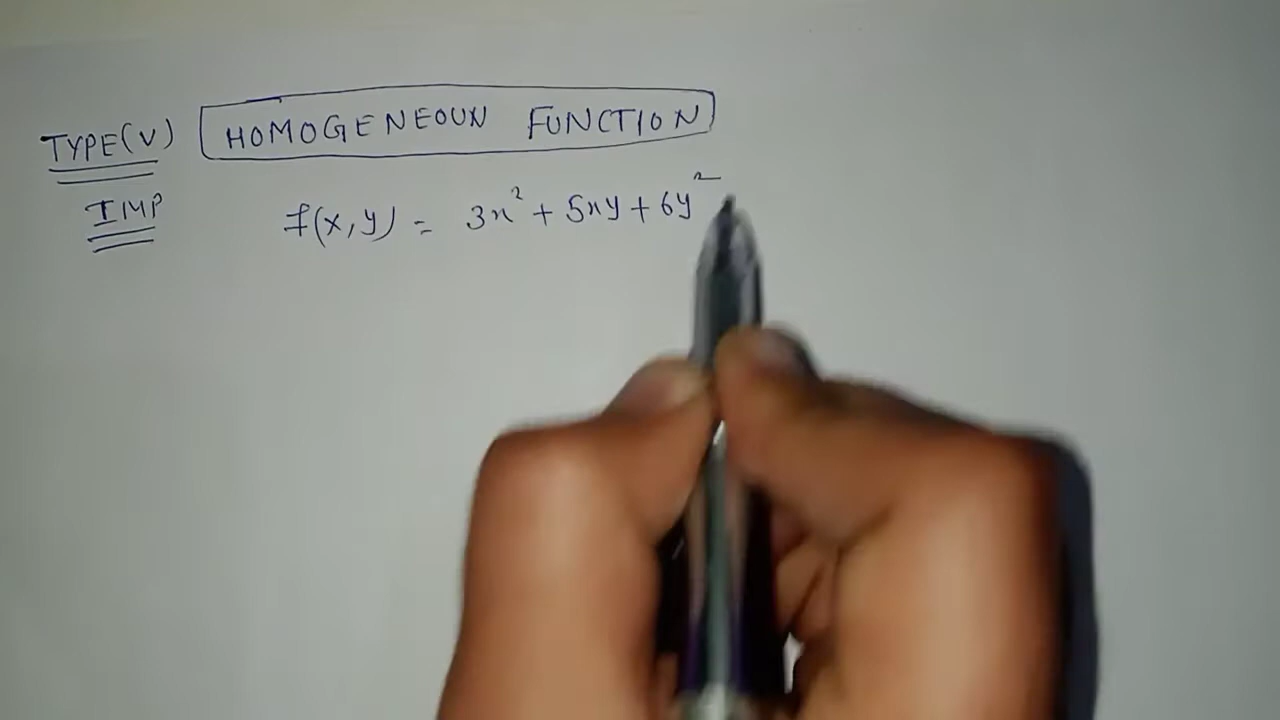 TYPE(V) HOMOGENEOUN FUNCTION
IMP
f(x,y) = 3x² + 5xy + 6y²